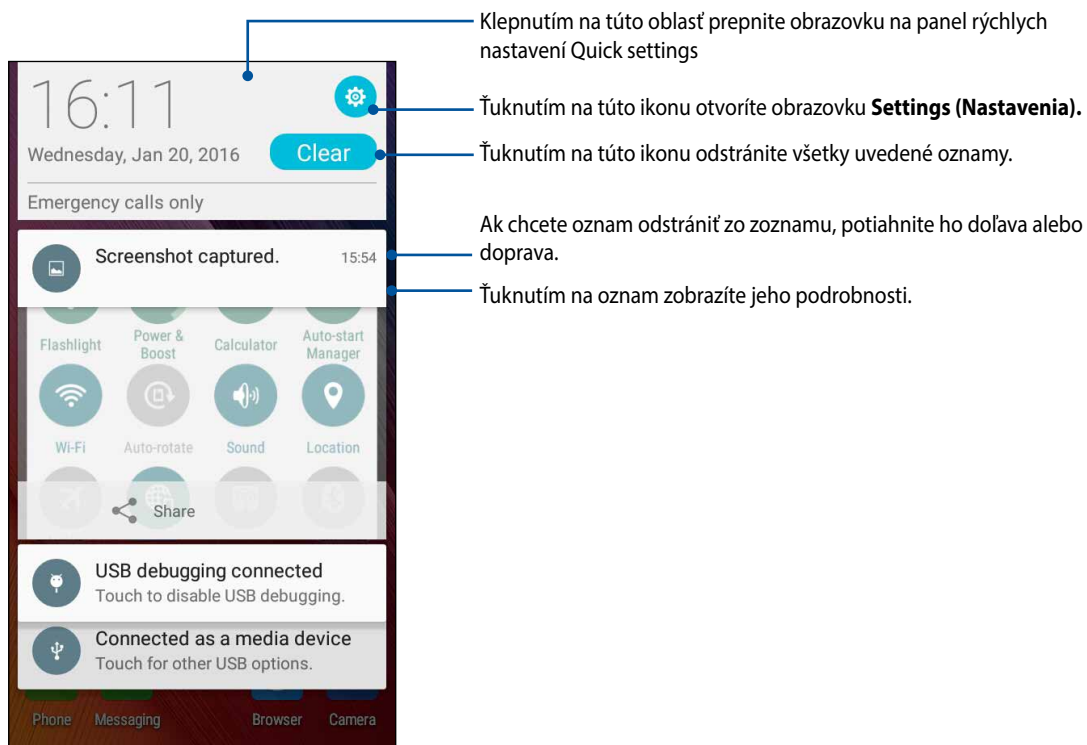 Klepnutím na túto oblasť prepnite obrazovku na panel rýchlych
nastavení Quick settings
Ťuknutím na túto ikonu otvoríte obrazovku Settings (Nastavenia).
Ťuknutím na túto ikonu odstránite všetky uvedené oznamy.
Ak chcete oznam odstrániť zo zoznamu, potiahnite ho doľava alebo
doprava.
Ťuknutím na oznam zobrazíte jeho podrobnosti.
16:11
Wednesday, Jan 20, 2016
Clear
Emergency calls only
Screenshot captured. 15:54
Flashlight Power & Calculator Auto-start
Boost Manager
Wi-Fi Auto-rotate Sound Location
Share
USB debugging connected
Touch to disable USB debugging.
Connected as a media device
Touch for other USB options.
Phone Messaging Browser Camera